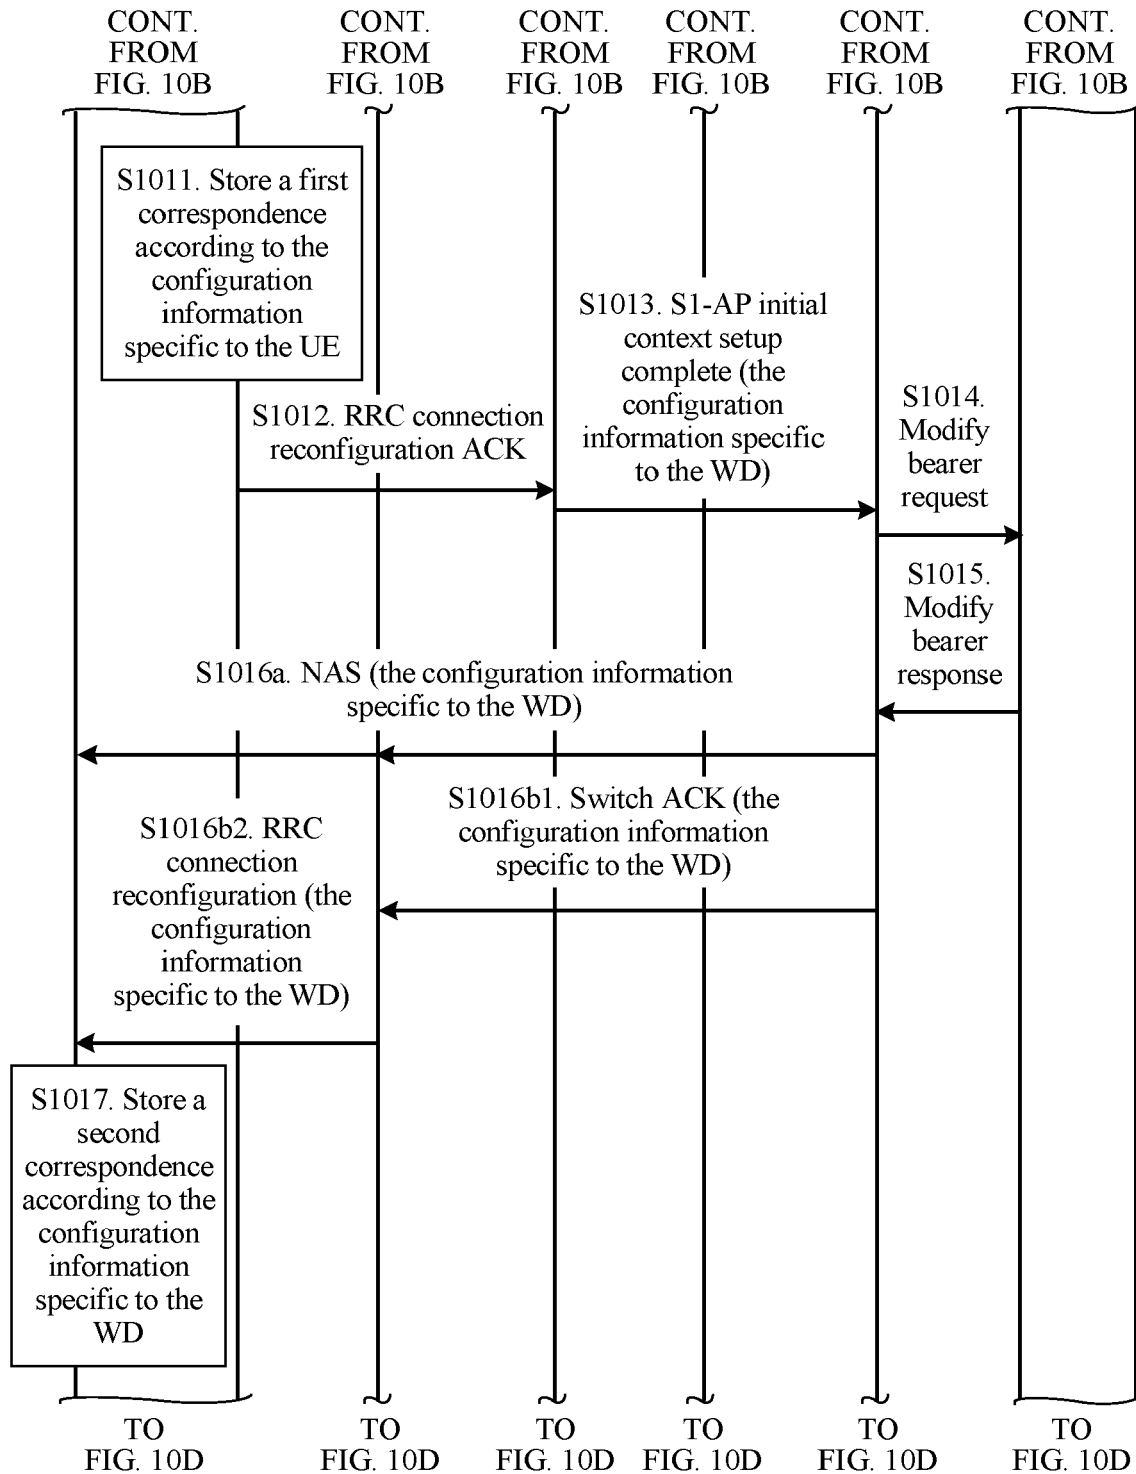 CONT.
FROM
FIG. 10B
CONT.
FROM
FIG. 10B
CONT.
FROM
FIG. 10B
CONT.
FROM
FIG. 10B
CONT.
FROM
FIG. 10B
CONT.
FROM
FIG. 10B
S1011. Store a first
correspondence
according to the
configuration
information
specific to the UE
S1012. RRC connection
reconfiguration ACK
S1013. S1-AP initial
context setup
complete (the
configuration
information specific
to the WD)
S1014.
Modify
bearer
request
S1015.
Modify
bearer
response
S1016a. NAS (the configuration information
specific to the WD)
S1016b1. Switch ACK (the
configuration information
specific to the WD)
S1016b2. RRC
connection
reconfiguration (the
configuration
information
specific to the WD)
S1017. Store a
second
correspondence
according to the
configuration
information
specific to the
WD
TO
FIG. 10D
TO
FIG. 10D
TO
FIG. 10D
TO
FIG. 10D
TO
FIG. 10D
TO
FIG. 10D